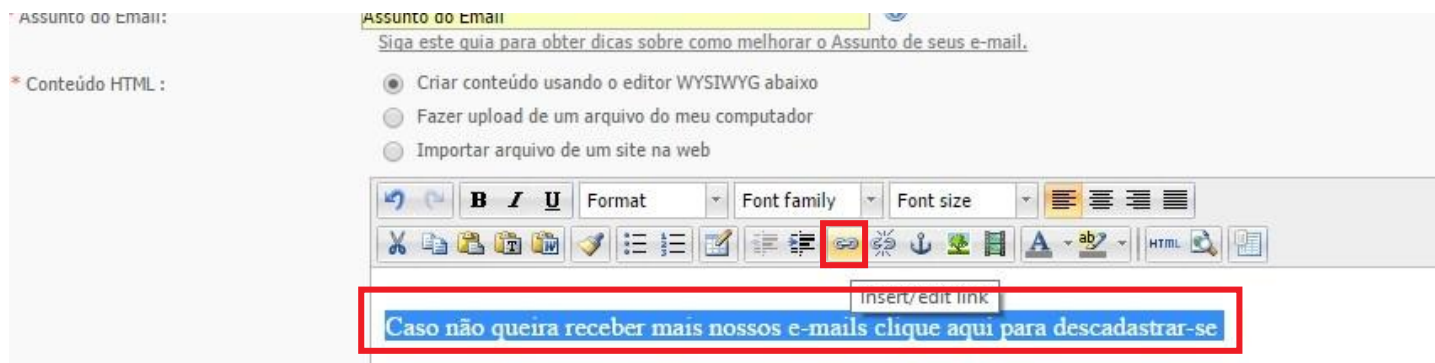 * Assunto do Email:
Assunto do Email
Siga este guia para obter dicas sobre como melhorar o Assunto de seus e-mail.
* Conteúdo HTML :
Criar conteúdo usando o editor WYSIWYG abaixo
Fazer upload de um arquivo do meu computador
Importar arquivo de um site na web
B I U Format Font family Font size
T W A ab HTML
Insert/edit link
Caso não queira receber mais nossos e-mails clique aqui para descadastrar-se